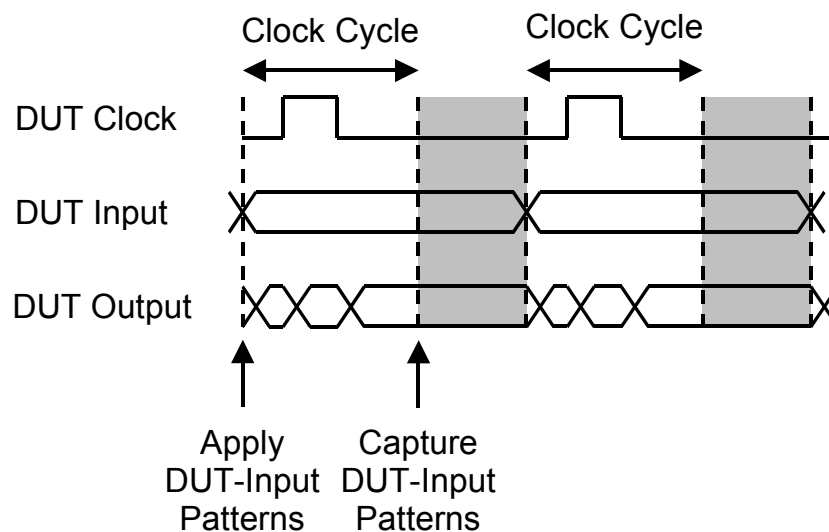 Clock Cycle
Clock Cycle
DUT Clock
DUT Input
DUT Output
Apply
DUT-Input
Patterns
Capture
DUT-Input
Patterns